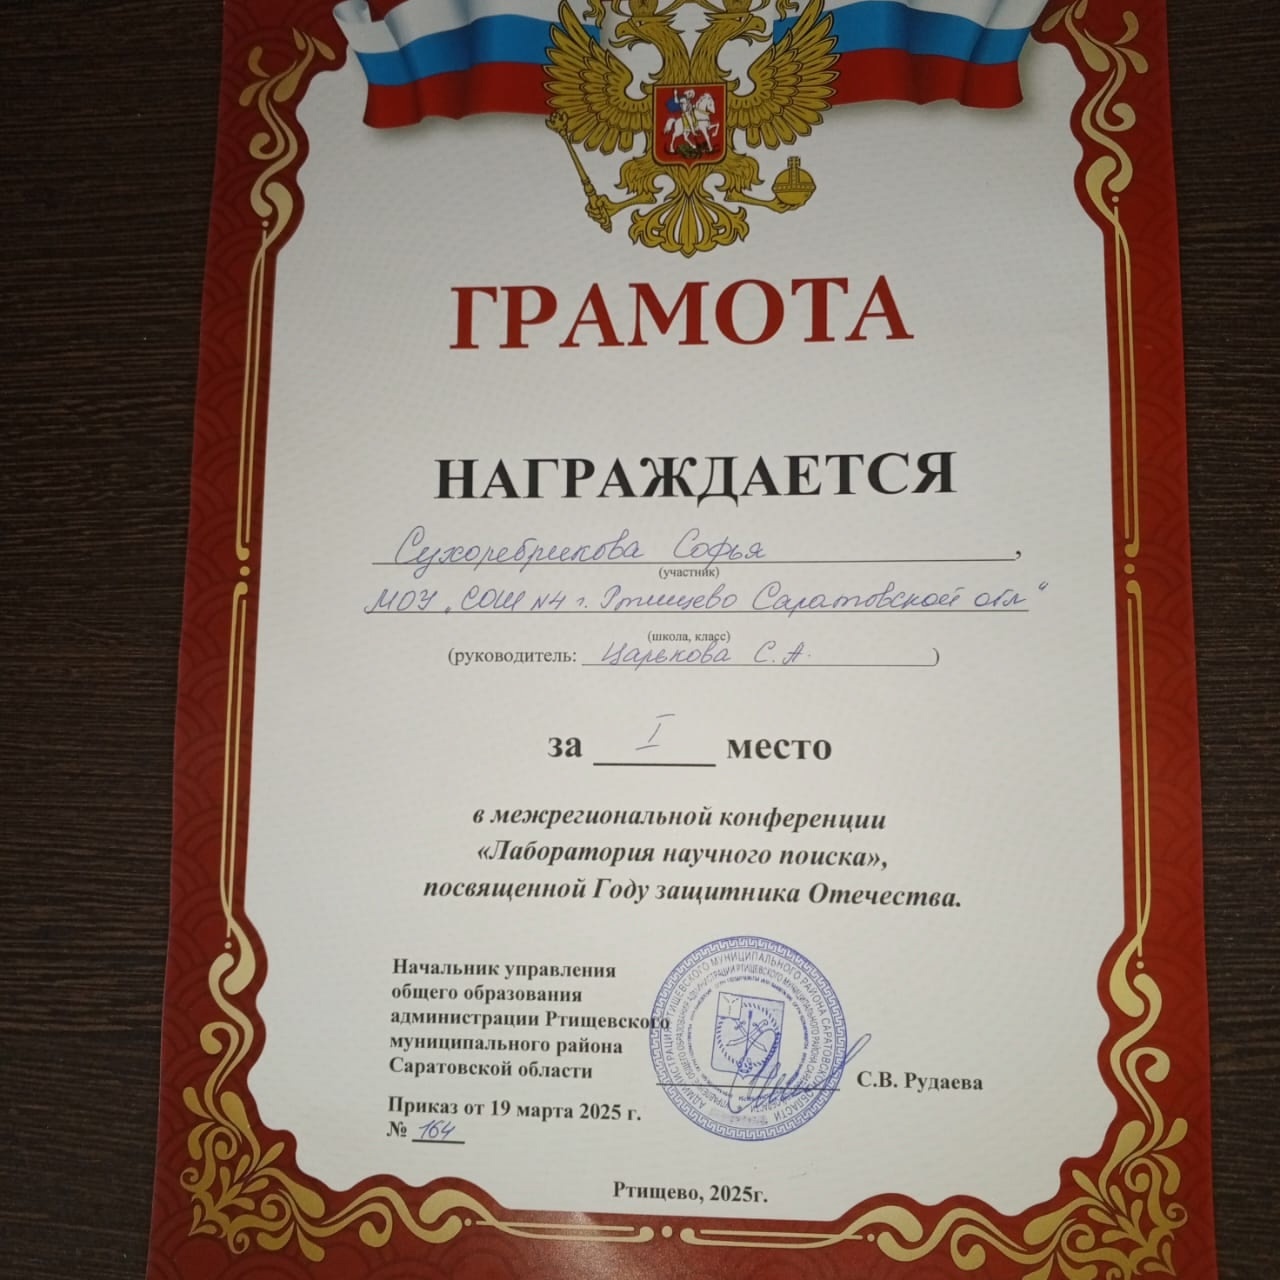 ГРАМОТА
НАГРАЖДАЕТСЯ
Сухоребрикова Софья,
(участник)
МОУ „СОШ №4 г. Ртищево Саратовской обл“
(школа, класс)
(руководитель: Царькова С. А. )
за I место
в межрегиональной конференции
«Лаборатория научного поиска»,
посвященной Году защитника Отечества.
Начальник управления
общего образования
администрации Ртищевского
муниципального района
Саратовской области
С.В. Рудаева
Приказ от 19 марта 2025 г.
№ 164
Ртищево, 2025г.